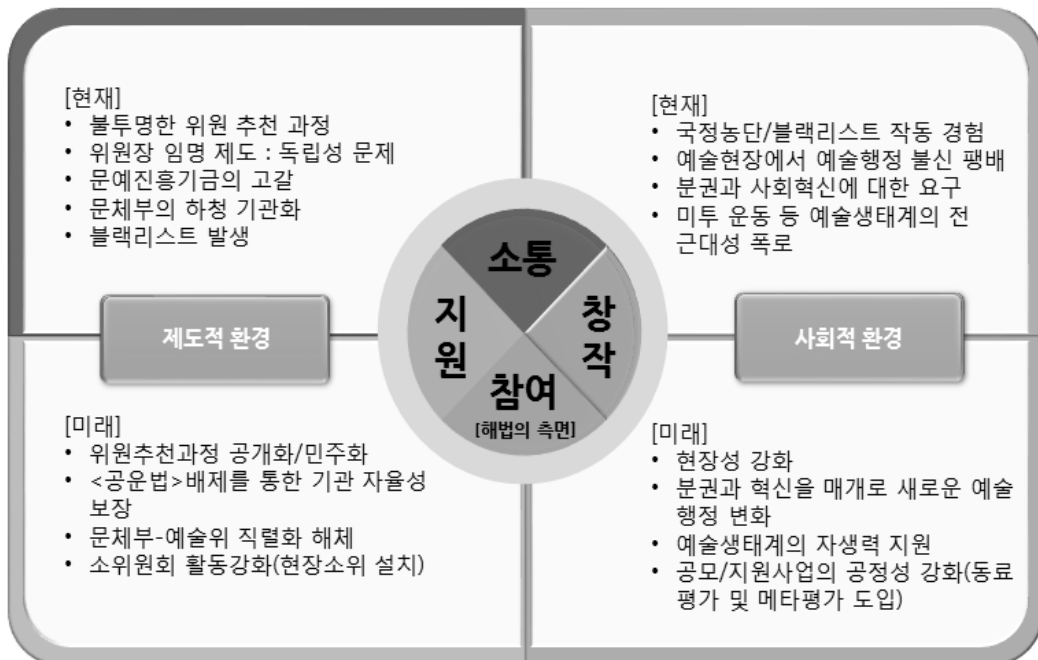 [현재]
• 불투명한 위원 추천 과정
• 위원장 임명 제도 : 독립성 문제
• 문예진흥기금의 고갈
• 문체부의 하청 기관화
• 블랙리스트 발생
[현재]
• 국정농단/블랙리스트 작동 경험
• 예술현장에서 예술행정 불신 팽배
• 분권과 사회혁신에 대한 요구
• 미투 운동 등 예술생태계의 전
근대성 폭로
소통
지원
창작
참여
[해법의 측면]
제도적 환경
사회적 환경
[미래]
• 위원추천과정 공개화/민주화
• <공운법>배제를 통한 기관 자율성
보장
• 문체부-예술위 직렬화 해체
• 소위원회 활동강화(현장소위 설치)
[미래]
• 현장성 강화
• 분권과 혁신을 매개로 새로운 예술
행정 변화
• 예술생태계의 자생력 지원
• 공모/지원사업의 공정성 강화(동료
평가 및 메타평가 도입)